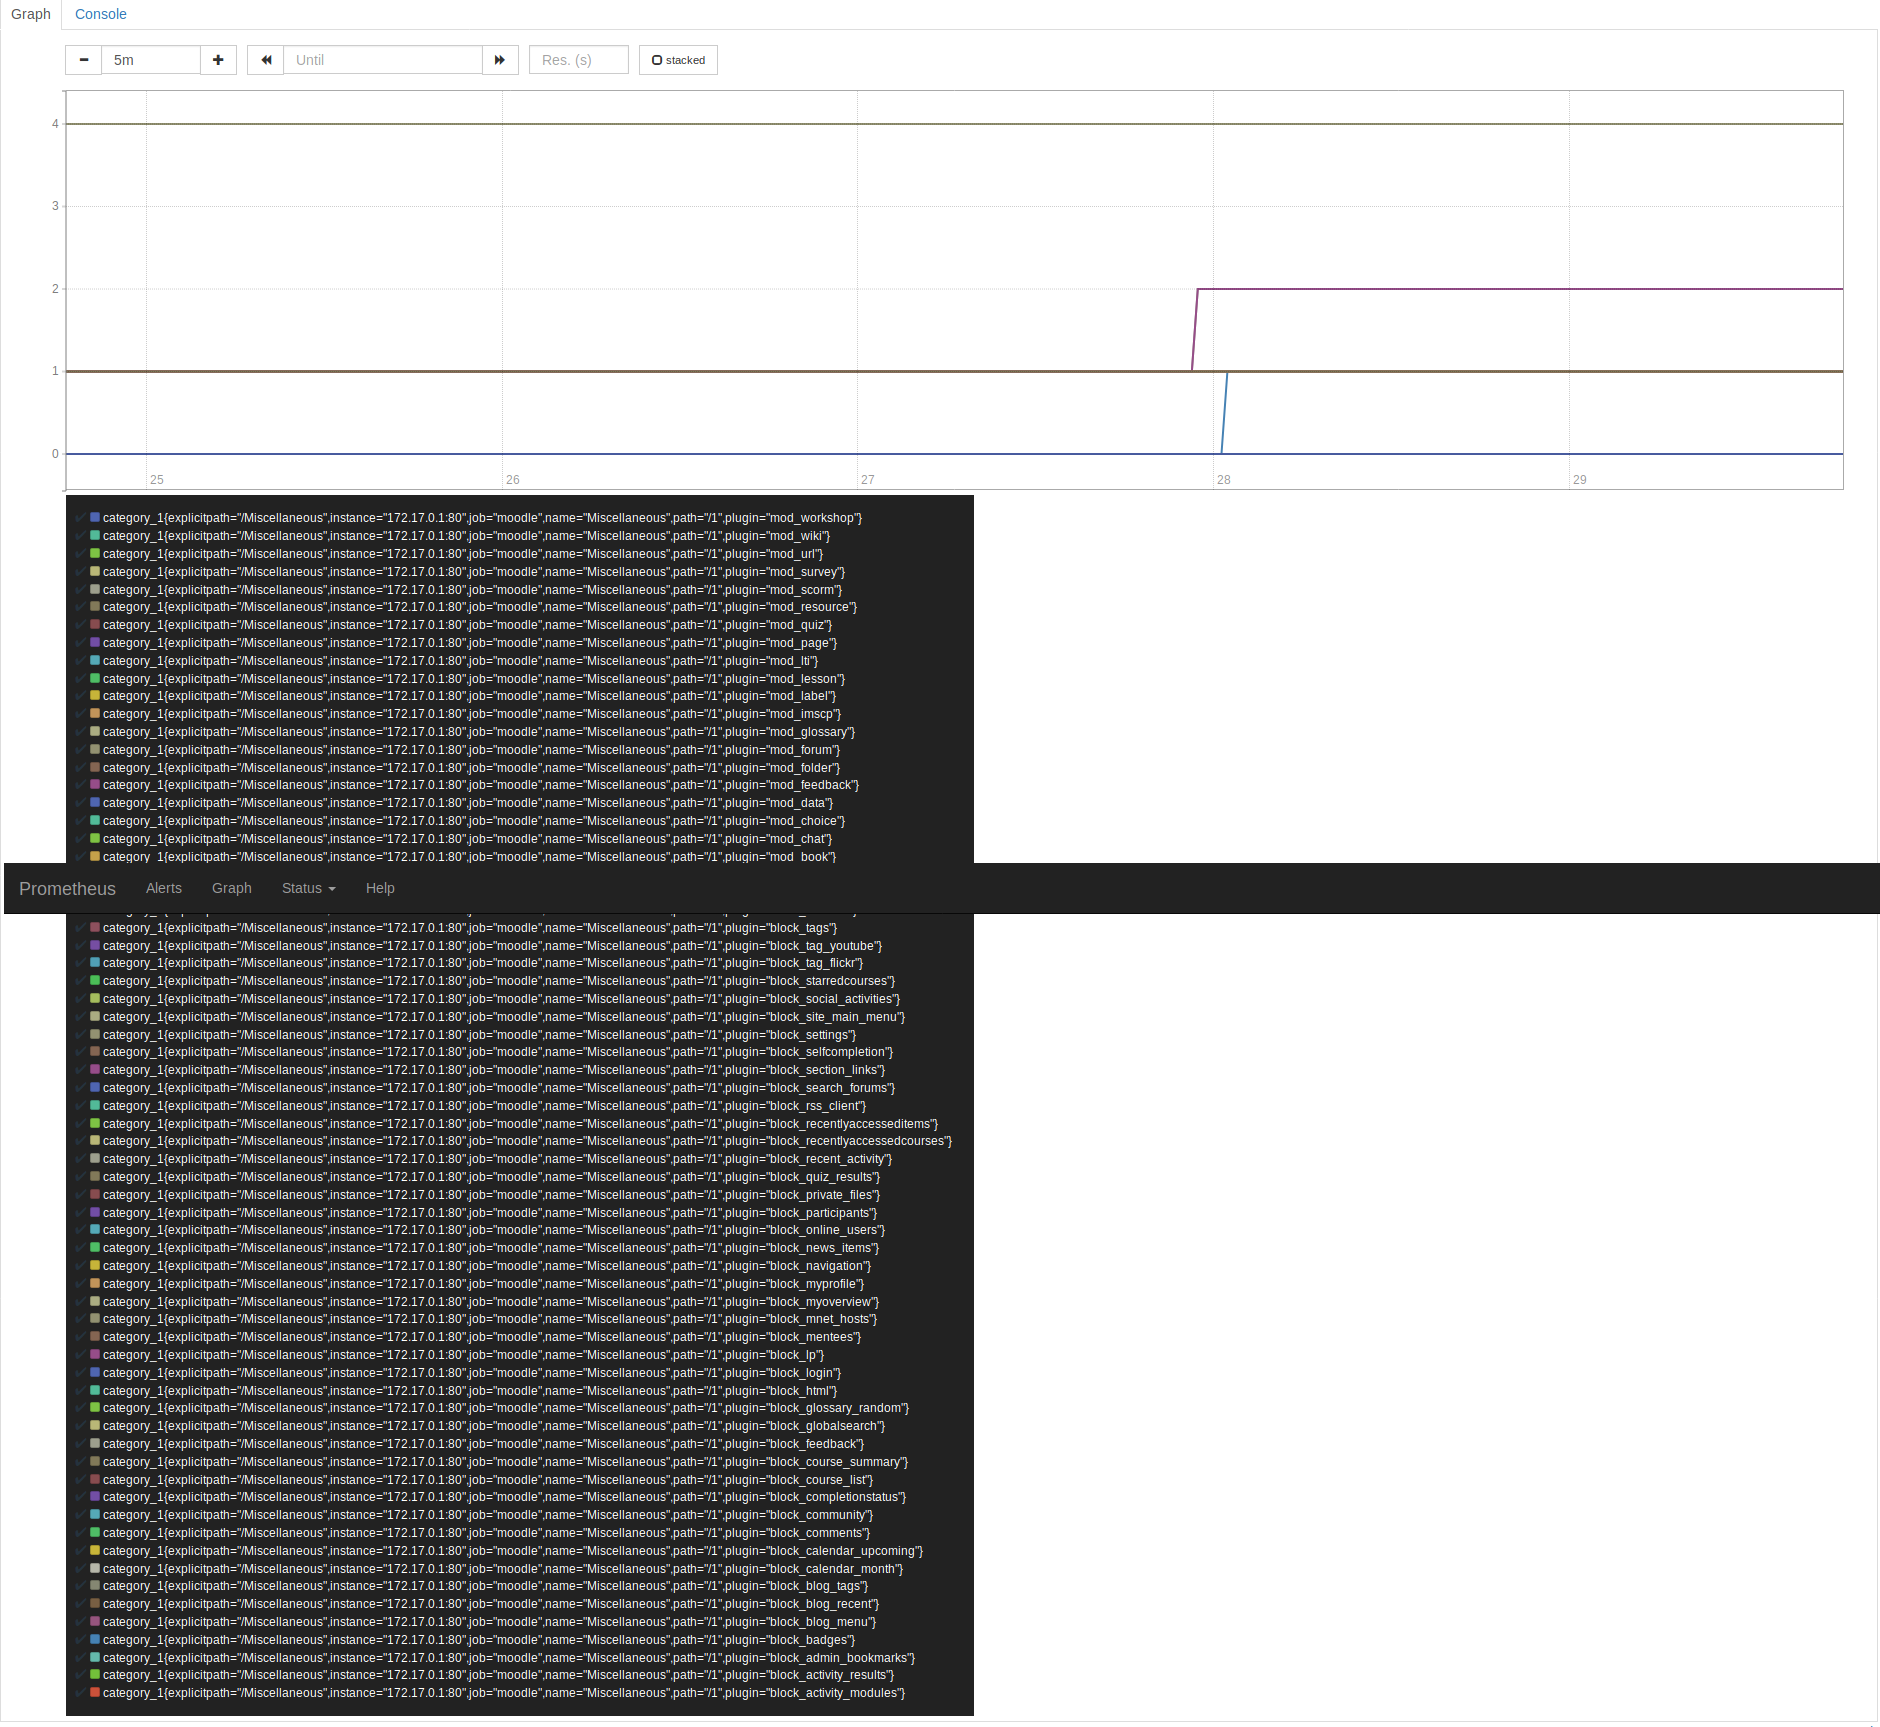 Graph Console
5m Until Res. (s) stacked
4
3
2
1
0
25 26 27 28 29
category_1{explicitpath="/Miscellaneous",instance="172.17.0.1:80",job="moodle",name="Miscellaneous",path="/1",plugin="mod_workshop"}
category_1{explicitpath="/Miscellaneous",instance="172.17.0.1:80",job="moodle",name="Miscellaneous",path="/1",plugin="mod_wiki"}
category_1{explicitpath="/Miscellaneous",instance="172.17.0.1:80",job="moodle",name="Miscellaneous",path="/1",plugin="mod_url"}
category_1{explicitpath="/Miscellaneous",instance="172.17.0.1:80",job="moodle",name="Miscellaneous",path="/1",plugin="mod_survey"}
category_1{explicitpath="/Miscellaneous",instance="172.17.0.1:80",job="moodle",name="Miscellaneous",path="/1",plugin="mod_scorm"}
category_1{explicitpath="/Miscellaneous",instance="172.17.0.1:80",job="moodle",name="Miscellaneous",path="/1",plugin="mod_resource"}
category_1{explicitpath="/Miscellaneous",instance="172.17.0.1:80",job="moodle",name="Miscellaneous",path="/1",plugin="mod_quiz"}
category_1{explicitpath="/Miscellaneous",instance="172.17.0.1:80",job="moodle",name="Miscellaneous",path="/1",plugin="mod_page"}
category_1{explicitpath="/Miscellaneous",instance="172.17.0.1:80",job="moodle",name="Miscellaneous",path="/1",plugin="mod_lti"}
category_1{explicitpath="/Miscellaneous",instance="172.17.0.1:80",job="moodle",name="Miscellaneous",path="/1",plugin="mod_lesson"}
category_1{explicitpath="/Miscellaneous",instance="172.17.0.1:80",job="moodle",name="Miscellaneous",path="/1",plugin="mod_label"}
category_1{explicitpath="/Miscellaneous",instance="172.17.0.1:80",job="moodle",name="Miscellaneous",path="/1",plugin="mod_imscp"}
category_1{explicitpath="/Miscellaneous",instance="172.17.0.1:80",job="moodle",name="Miscellaneous",path="/1",plugin="mod_glossary"}
category_1{explicitpath="/Miscellaneous",instance="172.17.0.1:80",job="moodle",name="Miscellaneous",path="/1",plugin="mod_forum"}
category_1{explicitpath="/Miscellaneous",instance="172.17.0.1:80",job="moodle",name="Miscellaneous",path="/1",plugin="mod_folder"}
category_1{explicitpath="/Miscellaneous",instance="172.17.0.1:80",job="moodle",name="Miscellaneous",path="/1",plugin="mod_feedback"}
category_1{explicitpath="/Miscellaneous",instance="172.17.0.1:80",job="moodle",name="Miscellaneous",path="/1",plugin="mod_data"}
category_1{explicitpath="/Miscellaneous",instance="172.17.0.1:80",job="moodle",name="Miscellaneous",path="/1",plugin="mod_choice"}
category_1{explicitpath="/Miscellaneous",instance="172.17.0.1:80",job="moodle",name="Miscellaneous",path="/1",plugin="mod_chat"}
category_1{explicitpath="/Miscellaneous",instance="172.17.0.1:80",job="moodle",name="Miscellaneous",path="/1",plugin="mod_book"}
Prometheus Alerts Graph Status Help
category_1{explicitpath="/Miscellaneous",instance="172.17.0.1:80",job="moodle",name="Miscellaneous",path="/1",plugin="block_tags"}
category_1{explicitpath="/Miscellaneous",instance="172.17.0.1:80",job="moodle",name="Miscellaneous",path="/1",plugin="block_tag_youtube"}
category_1{explicitpath="/Miscellaneous",instance="172.17.0.1:80",job="moodle",name="Miscellaneous",path="/1",plugin="block_tag_flickr"}
category_1{explicitpath="/Miscellaneous",instance="172.17.0.1:80",job="moodle",name="Miscellaneous",path="/1",plugin="block_starredcourses"}
category_1{explicitpath="/Miscellaneous",instance="172.17.0.1:80",job="moodle",name="Miscellaneous",path="/1",plugin="block_social_activities"}
category_1{explicitpath="/Miscellaneous",instance="172.17.0.1:80",job="moodle",name="Miscellaneous",path="/1",plugin="block_site_main_menu"}
category_1{explicitpath="/Miscellaneous",instance="172.17.0.1:80",job="moodle",name="Miscellaneous",path="/1",plugin="block_settings"}
category_1{explicitpath="/Miscellaneous",instance="172.17.0.1:80",job="moodle",name="Miscellaneous",path="/1",plugin="block_selfcompletion"}
category_1{explicitpath="/Miscellaneous",instance="172.17.0.1:80",job="moodle",name="Miscellaneous",path="/1",plugin="block_section_links"}
category_1{explicitpath="/Miscellaneous",instance="172.17.0.1:80",job="moodle",name="Miscellaneous",path="/1",plugin="block_search_forums"}
category_1{explicitpath="/Miscellaneous",instance="172.17.0.1:80",job="moodle",name="Miscellaneous",path="/1",plugin="block_rss_client"}
category_1{explicitpath="/Miscellaneous",instance="172.17.0.1:80",job="moodle",name="Miscellaneous",path="/1",plugin="block_recentlyaccesseditems"}
category_1{explicitpath="/Miscellaneous",instance="172.17.0.1:80",job="moodle",name="Miscellaneous",path="/1",plugin="block_recentlyaccessedcourses"}
category_1{explicitpath="/Miscellaneous",instance="172.17.0.1:80",job="moodle",name="Miscellaneous",path="/1",plugin="block_recent_activity"}
category_1{explicitpath="/Miscellaneous",instance="172.17.0.1:80",job="moodle",name="Miscellaneous",path="/1",plugin="block_quiz_results"}
category_1{explicitpath="/Miscellaneous",instance="172.17.0.1:80",job="moodle",name="Miscellaneous",path="/1",plugin="block_private_files"}
category_1{explicitpath="/Miscellaneous",instance="172.17.0.1:80",job="moodle",name="Miscellaneous",path="/1",plugin="block_participants"}
category_1{explicitpath="/Miscellaneous",instance="172.17.0.1:80",job="moodle",name="Miscellaneous",path="/1",plugin="block_online_users"}
category_1{explicitpath="/Miscellaneous",instance="172.17.0.1:80",job="moodle",name="Miscellaneous",path="/1",plugin="block_news_items"}
category_1{explicitpath="/Miscellaneous",instance="172.17.0.1:80",job="moodle",name="Miscellaneous",path="/1",plugin="block_navigation"}
category_1{explicitpath="/Miscellaneous",instance="172.17.0.1:80",job="moodle",name="Miscellaneous",path="/1",plugin="block_myprofile"}
category_1{explicitpath="/Miscellaneous",instance="172.17.0.1:80",job="moodle",name="Miscellaneous",path="/1",plugin="block_myoverview"}
category_1{explicitpath="/Miscellaneous",instance="172.17.0.1:80",job="moodle",name="Miscellaneous",path="/1",plugin="block_mnet_hosts"}
category_1{explicitpath="/Miscellaneous",instance="172.17.0.1:80",job="moodle",name="Miscellaneous",path="/1",plugin="block_mentees"}
category_1{explicitpath="/Miscellaneous",instance="172.17.0.1:80",job="moodle",name="Miscellaneous",path="/1",plugin="block_lp"}
category_1{explicitpath="/Miscellaneous",instance="172.17.0.1:80",job="moodle",name="Miscellaneous",path="/1",plugin="block_login"}
category_1{explicitpath="/Miscellaneous",instance="172.17.0.1:80",job="moodle",name="Miscellaneous",path="/1",plugin="block_html"}
category_1{explicitpath="/Miscellaneous",instance="172.17.0.1:80",job="moodle",name="Miscellaneous",path="/1",plugin="block_glossary_random"}
category_1{explicitpath="/Miscellaneous",instance="172.17.0.1:80",job="moodle",name="Miscellaneous",path="/1",plugin="block_globalsearch"}
category_1{explicitpath="/Miscellaneous",instance="172.17.0.1:80",job="moodle",name="Miscellaneous",path="/1",plugin="block_feedback"}
category_1{explicitpath="/Miscellaneous",instance="172.17.0.1:80",job="moodle",name="Miscellaneous",path="/1",plugin="block_course_summary"}
category_1{explicitpath="/Miscellaneous",instance="172.17.0.1:80",job="moodle",name="Miscellaneous",path="/1",plugin="block_course_list"}
category_1{explicitpath="/Miscellaneous",instance="172.17.0.1:80",job="moodle",name="Miscellaneous",path="/1",plugin="block_completionstatus"}
category_1{explicitpath="/Miscellaneous",instance="172.17.0.1:80",job="moodle",name="Miscellaneous",path="/1",plugin="block_community"}
category_1{explicitpath="/Miscellaneous",instance="172.17.0.1:80",job="moodle",name="Miscellaneous",path="/1",plugin="block_comments"}
category_1{explicitpath="/Miscellaneous",instance="172.17.0.1:80",job="moodle",name="Miscellaneous",path="/1",plugin="block_calendar_upcoming"}
category_1{explicitpath="/Miscellaneous",instance="172.17.0.1:80",job="moodle",name="Miscellaneous",path="/1",plugin="block_calendar_month"}
category_1{explicitpath="/Miscellaneous",instance="172.17.0.1:80",job="moodle",name="Miscellaneous",path="/1",plugin="block_blog_tags"}
category_1{explicitpath="/Miscellaneous",instance="172.17.0.1:80",job="moodle",name="Miscellaneous",path="/1",plugin="block_blog_recent"}
category_1{explicitpath="/Miscellaneous",instance="172.17.0.1:80",job="moodle",name="Miscellaneous",path="/1",plugin="block_blog_menu"}
category_1{explicitpath="/Miscellaneous",instance="172.17.0.1:80",job="moodle",name="Miscellaneous",path="/1",plugin="block_badges"}
category_1{explicitpath="/Miscellaneous",instance="172.17.0.1:80",job="moodle",name="Miscellaneous",path="/1",plugin="block_admin_bookmarks"}
category_1{explicitpath="/Miscellaneous",instance="172.17.0.1:80",job="moodle",name="Miscellaneous",path="/1",plugin="block_activity_results"}
category_1{explicitpath="/Miscellaneous",instance="172.17.0.1:80",job="moodle",name="Miscellaneous",path="/1",plugin="block_activity_modules"}